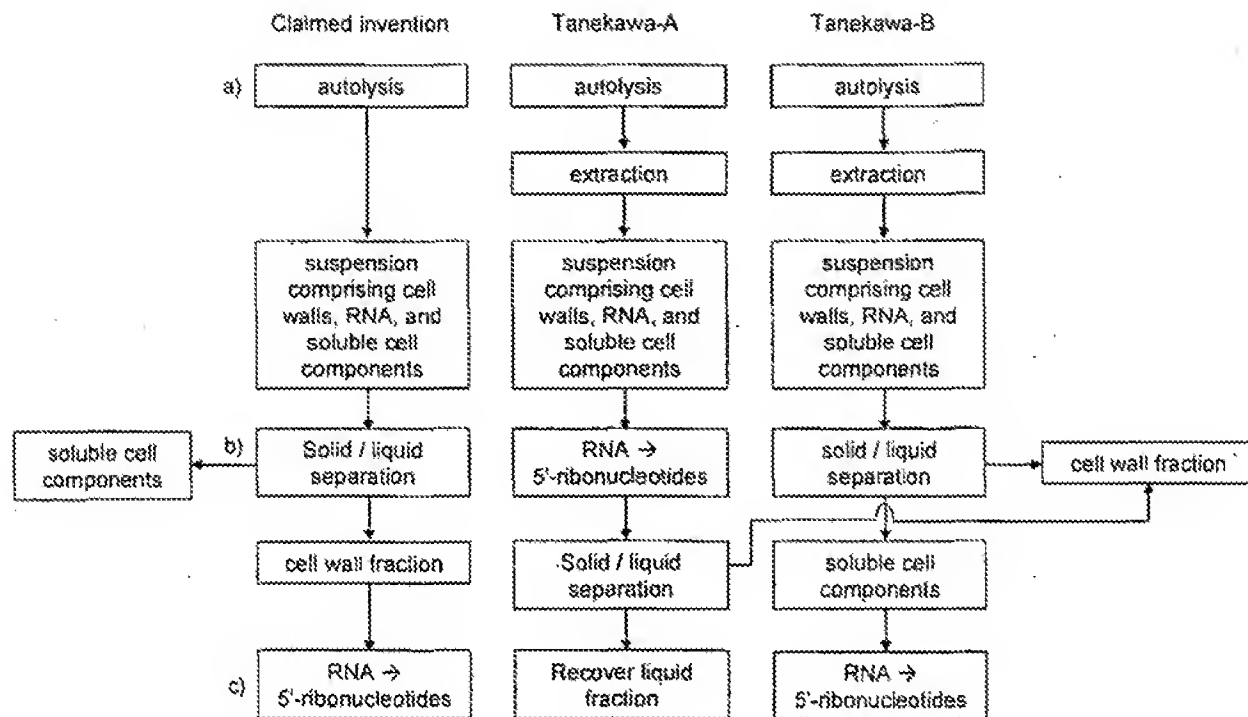 Claimed invention
Tanekawa-A
Tanekawa-B
a)
autolysis
autolysis
autolysis
extraction
extraction
suspension
comprising cell
walls, RNA, and
soluble cell
components
suspension
comprising cell
walls, RNA, and
soluble cell
components
suspension
comprising cell
walls, RNA, and
soluble cell
components
soluble cell
components
b)
Solid / liquid
separation
RNA →
5'-ribonucleotides
solid / liquid
separation
cell wall fraction
cell wall fraction
Solid / liquid
separation
soluble cell
components
c)
RNA →
5'-ribonucleotides
Recover liquid
fraction
RNA →
5'-ribonucleotides